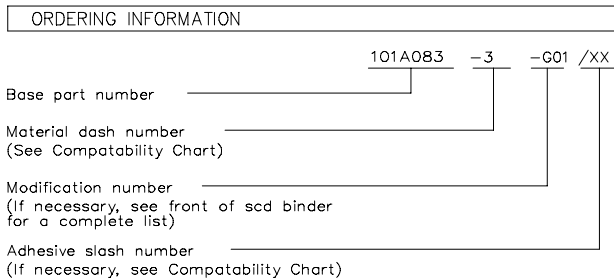 ORDERING INFORMATION
101A083 -3 -G01 /XX
Base part number
Material dash number
(See Compatability Chart)
Modification number
(If necessary, see front of scd binder
for a complete list)
Adhesive slash number
(If necessary, see Compatability Chart)